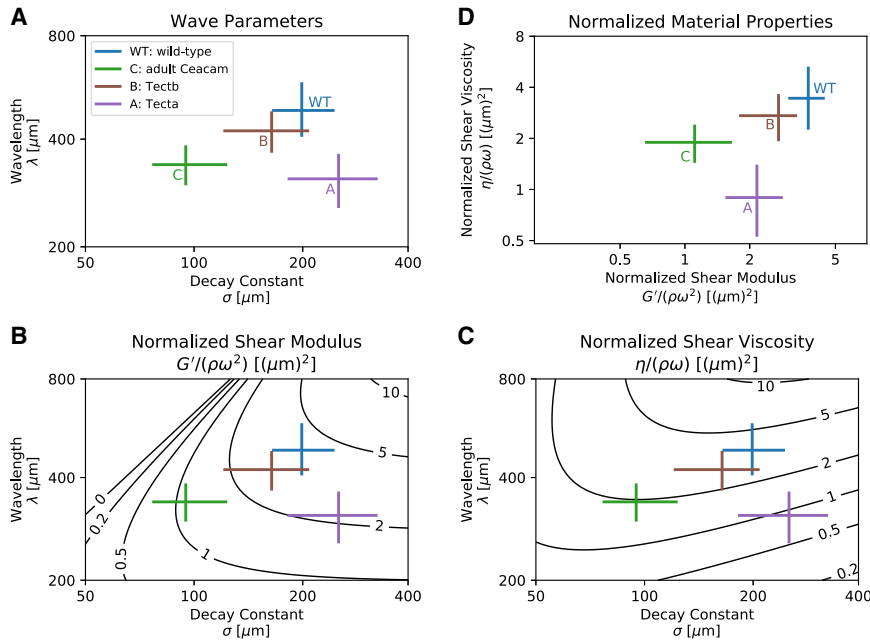 A
Wave Parameters
800
400
200
Wavelength
λ [μm]
WT: wild-type
C: adult Ceacam
B: Tectb
A: Tecta
WT
B
C
A
50
100
200
400
Decay Constant
σ [μm]
D
Normalized Material Properties
8
4
2
1
0.5
Normalized Shear Viscosity
η/(ρω) [(μm)²]
WT
B
C
A
0.5
1
2
5
Normalized Shear Modulus
G′/(ρω²) [(μm)²]
B
Normalized Shear Modulus
G′/(ρω²) [(μm)²]
800
400
200
Wavelength
λ [μm]
10
5
2
1
0.5
0.2
0
50
100
200
400
Decay Constant
σ [μm]
C
Normalized Shear Viscosity
η/(ρω) [(μm)²]
800
400
200
Wavelength
λ [μm]
10
5
2
1
0.5
0.2
50
100
200
400
Decay Constant
σ [μm]